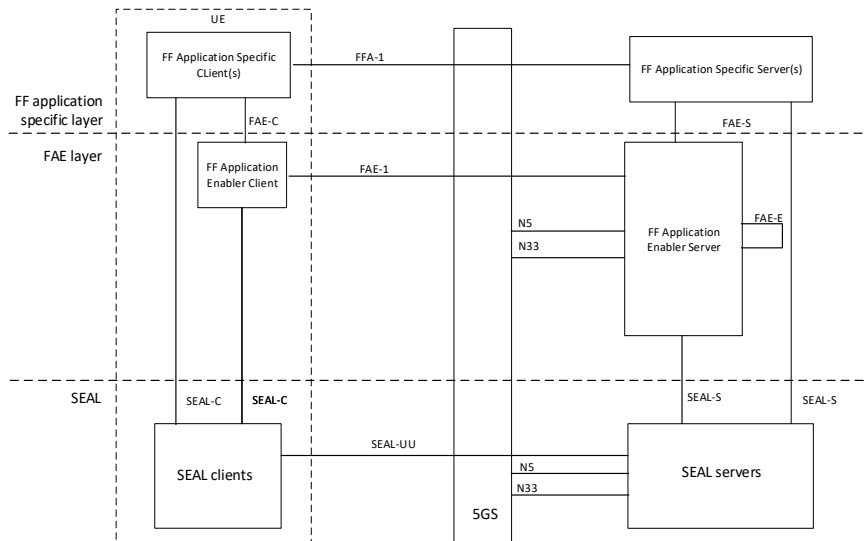 UE
FF Application Specific
CLient(s)
FFA-1
FF Application Specific Server(s)
FF application
specific layer
FAE-C
FAE-S
FAE layer
FF Application
Enabler Client
FAE-1
FAE-E
N5
FF Application
Enabler Server
N33
SEAL
SEAL-C
SEAL-C
SEAL-S
SEAL-S
SEAL-UU
SEAL clients
N5
SEAL servers
N33
5GS